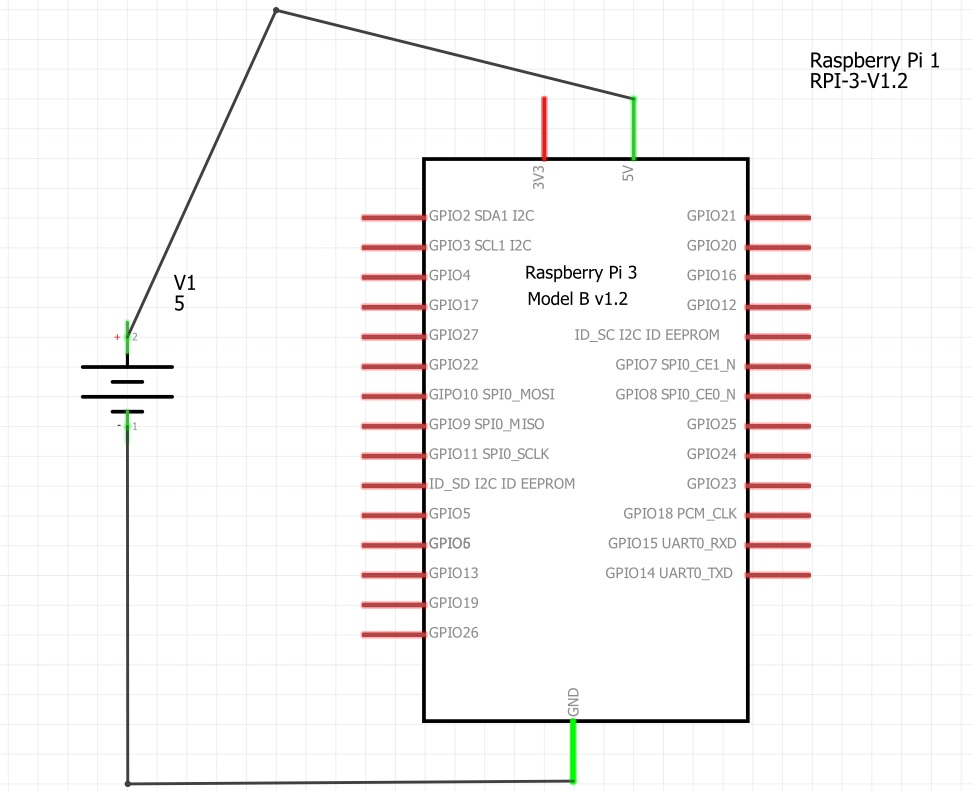 Raspberry Pi 1
RPI-3-V1.2
3V3
5V
GPIO2 SDA1 I2C
GPIO21
GPIO3 SCL1 I2C
GPIO20
Raspberry Pi 3
Model B v1.2
GPIO4
GPIO16
V1
5
GPIO17
GPIO12
+ 2
GPIO27
ID_SC I2C ID EEPROM
GPIO22
GPIO7 SPI0_CE1_N
GIPO10 SPI0_MOSI
GPIO8 SPI0_CE0_N
- 1
GPIO9 SPI0_MISO
GPIO25
GPIO11 SPI0_SCLK
GPIO24
ID_SD I2C ID EEPROM
GPIO23
GPIO5
GPIO18 PCM_CLK
GPIO6
GPIO15 UART0_RXD
GPIO13
GPIO14 UART0_TXD
GPIO19
GPIO26
GND